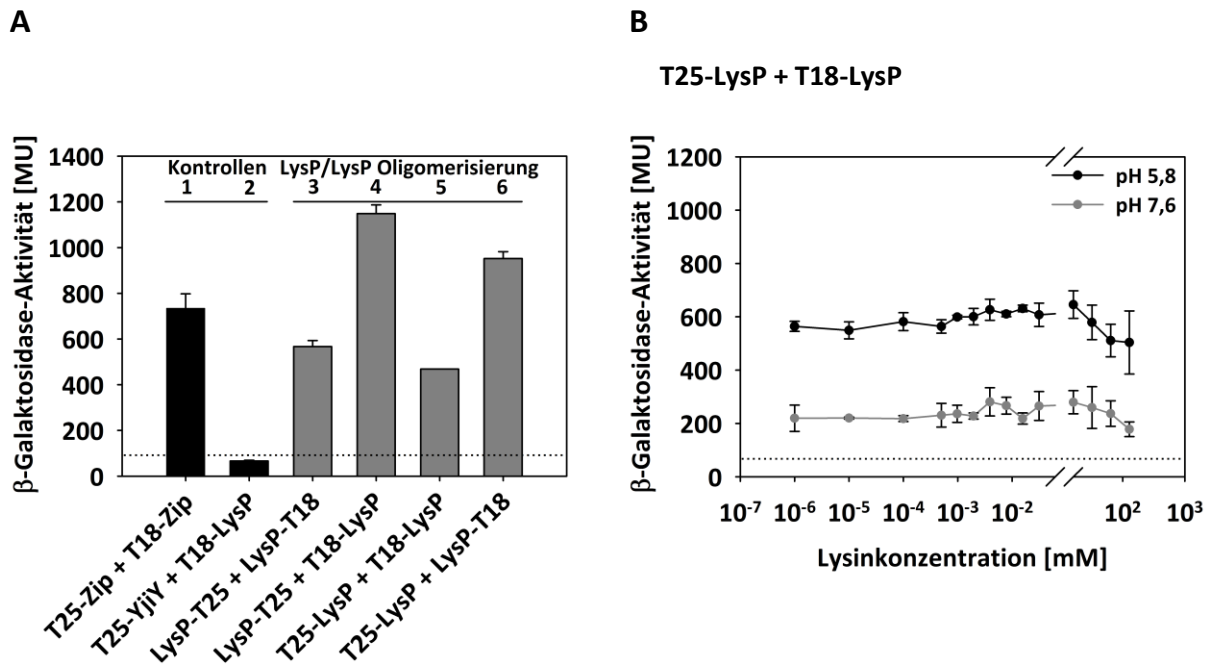 A
β-Galaktosidase-Aktivität [MU]
1400
1200
1000
800
600
400
200
0
Kontrollen
LysP/LysP Oligomerisierung
1 2 3 4 5 6
T25-Zip + T18-Zip
T25-YjiY + T18-LysP
LysP-T25 + LysP-T18
LysP-T25 + T18-LysP
T25-LysP + T18-LysP
T25-LysP + LysP-T18
B
T25-LysP + T18-LysP
β-Galaktosidase-Aktivität [MU]
1200
1000
800
600
400
200
0
pH 5,8
pH 7,6
10⁻⁷ 10⁻⁶ 10⁻⁵ 10⁻⁴ 10⁻³ 10⁻² 10² 10³
Lysinkonzentration [mM]